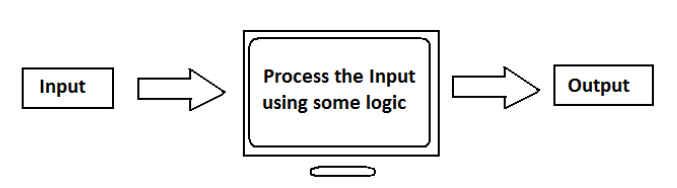 Input
Process the Input
using some logic
Output